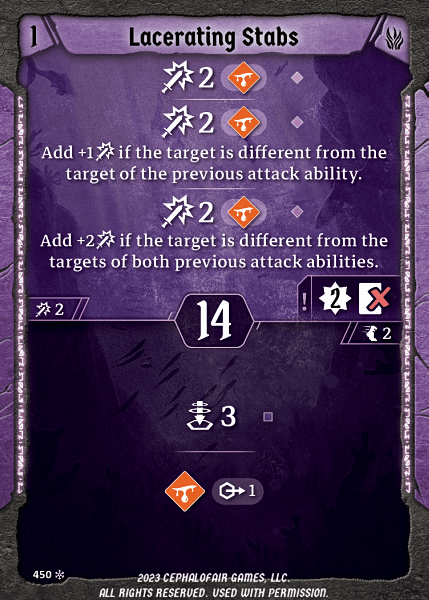 1
Lacerating Stabs
2
2
Add +1 if the target is different from the
target of the previous attack ability.
2
Add +2 if the target is different from the
targets of both previous attack abilities.
! 2
2
14
2
3
1
450
2023 CEPHALOFAIR GAMES, LLC.
ALL RIGHTS RESERVED. USED WITH PERMISSION.